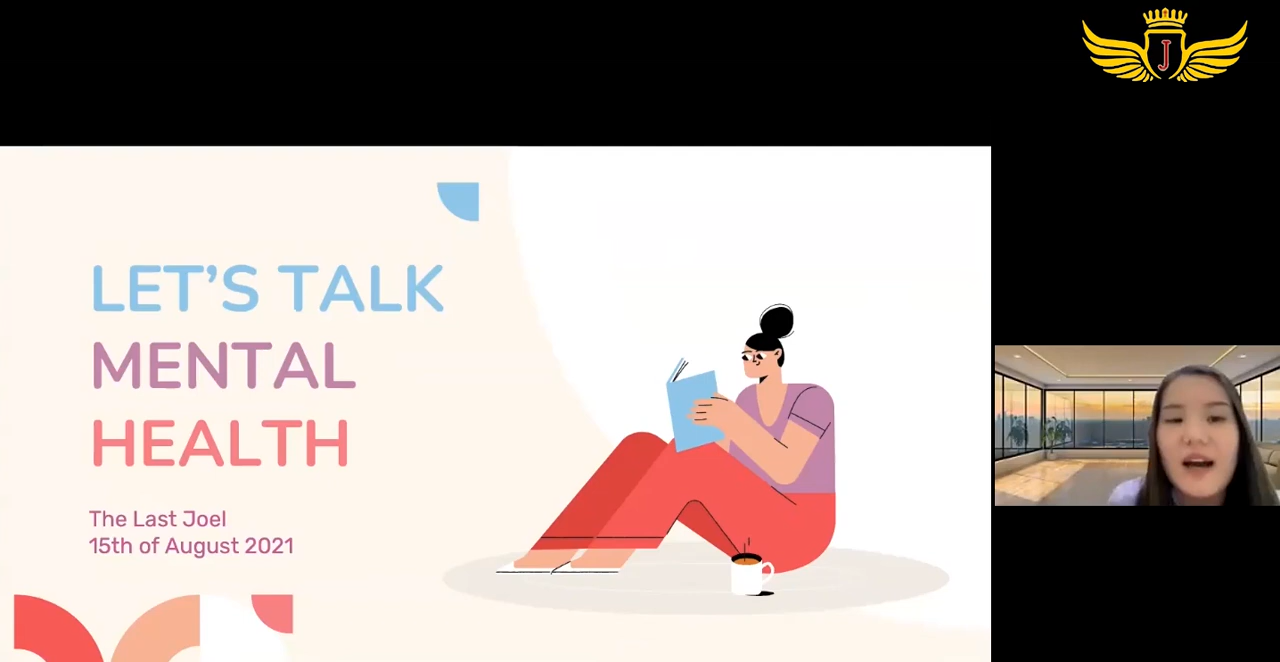 J
LET’S TALK
MENTAL
HEALTH
The Last Joel
15th of August 2021